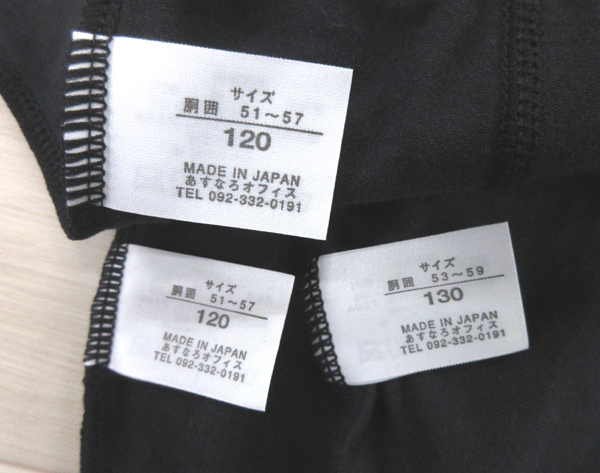 サイズ
胴囲 51～57
120
MADE IN JAPAN
あすなろオフィス
TEL 092-332-0191
サイズ
胴囲 51～57
120
MADE IN JAPAN
あすなろオフィス
TEL 092-332-0191
サイズ
胴囲 53～59
130
MADE IN JAPAN
あすなろオフィス
TEL 092-332-0191